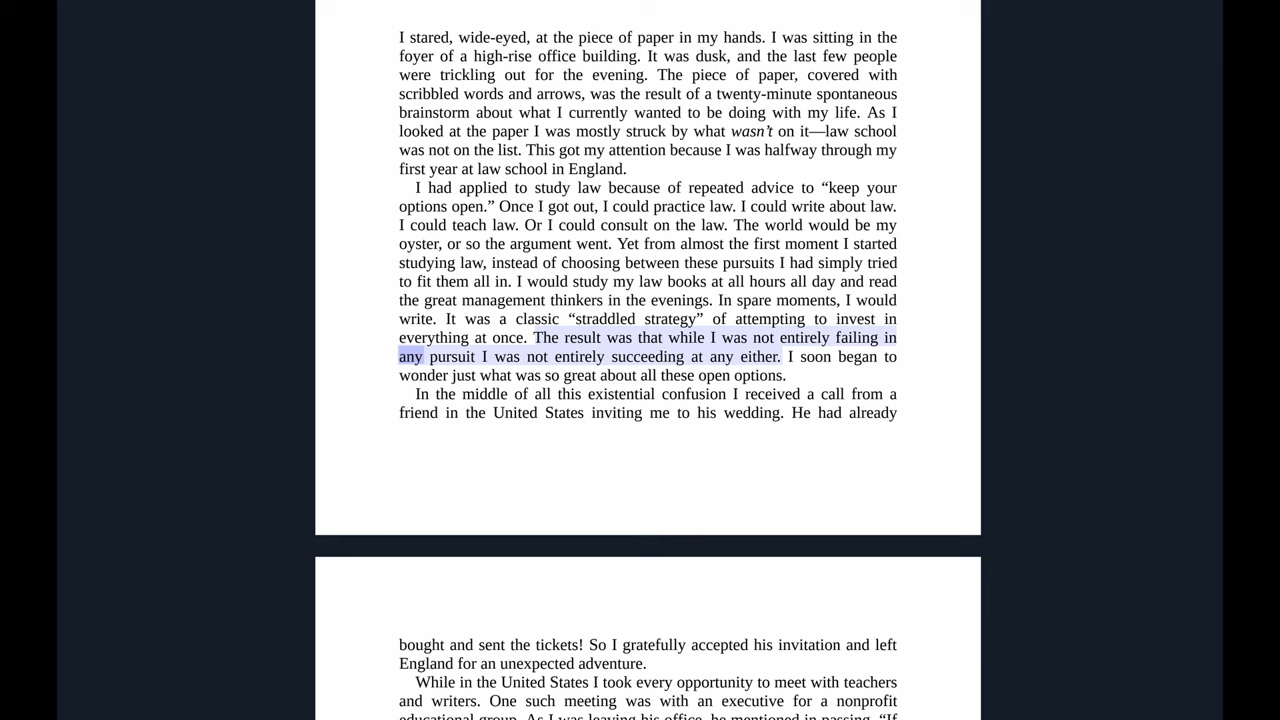 I stared, wide-eyed, at the piece of paper in my hands. I was sitting in the
foyer of a high-rise office building. It was dusk, and the last few people
were trickling out for the evening. The piece of paper, covered with
scribbled words and arrows, was the result of a twenty-minute spontaneous
brainstorm about what I currently wanted to be doing with my life. As I
looked at the paper I was mostly struck by what wasn’t on it—law school
was not on the list. This got my attention because I was halfway through my
first year at law school in England.
I had applied to study law because of repeated advice to “keep your
options open.” Once I got out, I could practice law. I could write about law.
I could teach law. Or I could consult on the law. The world would be my
oyster, or so the argument went. Yet from almost the first moment I started
studying law, instead of choosing between these pursuits I had simply tried
to fit them all in. I would study my law books at all hours all day and read
the great management thinkers in the evenings. In spare moments, I would
write. It was a classic “straddled strategy” of attempting to invest in
everything at once. The result was that while I was not entirely failing in
any pursuit I was not entirely succeeding at any either. I soon began to
wonder just what was so great about all these open options.
In the middle of all this existential confusion I received a call from a
friend in the United States inviting me to his wedding. He had already
bought and sent the tickets! So I gratefully accepted his invitation and left
England for an unexpected adventure.
While in the United States I took every opportunity to meet with teachers
and writers. One such meeting was with an executive for a nonprofit
educational group. As I was leaving his office, he mentioned in passing, “If